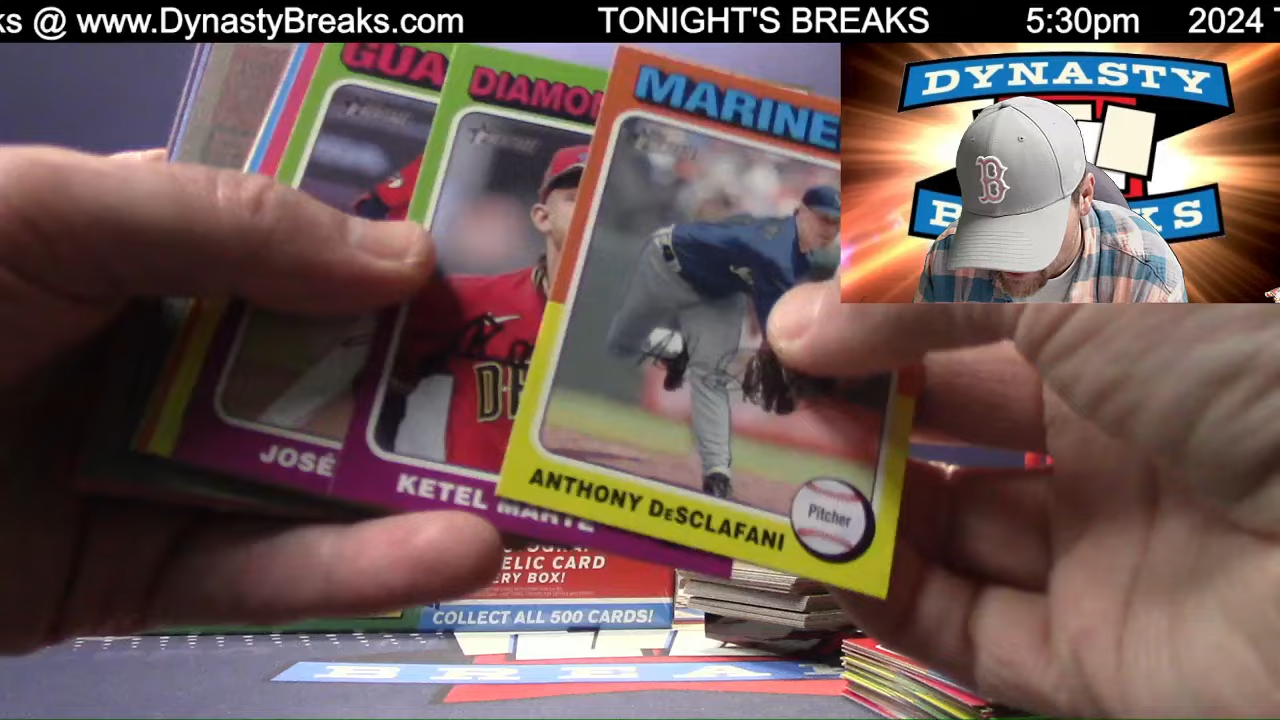 ks @ www.DynastyBreaks.com TONIGHT'S BREAKS 5:30pm 2024
DYNASTY
B
GUA
DIAMO
MARINE
JOSÉ
KETEL MARTE
ANTHONY DESCLAFANI
Pitcher
ELIC CARD
ERY BOX!
COLLECT ALL 500 CARDS!
BREA